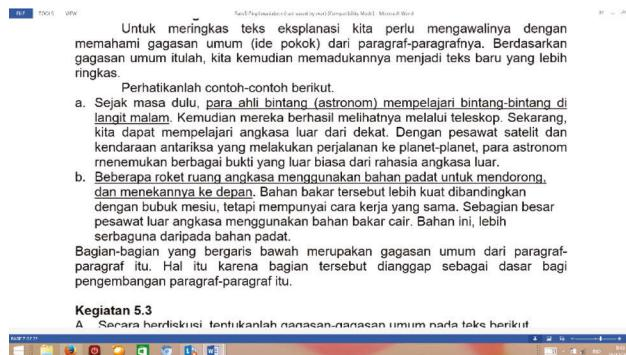 FILE TOOLS VIEW
Untuk meringkas teks eksplanasi kita perlu mengawalinya dengan
memahami gagasan umum (ide pokok) dari paragraf-paragrafnya. Berdasarkan
gagasan umum itulah, kita kemudian memadukannya menjadi teks baru yang lebih
ringkas.
Perhatikanlah contoh-contoh berikut.
a. Sejak masa dulu, para ahli bintang (astronom) mempelajari bintang-bintang di
langit malam. Kemudian mereka berhasil melihatnya melalui teleskop. Sekarang,
kita dapat mempelajari angkasa luar dari dekat. Dengan pesawat satelit dan
kendaraan antariksa yang melakukan perjalanan ke planet-planet, para astronom
rnenemukan berbagai bukti yang luar biasa dari rahasia angkasa luar.
b. Beberapa roket ruang angkasa menggunakan bahan padat untuk mendorong,
dan menekannya ke depan. Bahan bakar tersebut lebih kuat dibandingkan
dengan bubuk mesiu, tetapi mempunyai cara kerja yang sama. Sebagian besar
pesawat luar angkasa menggunakan bahan bakar cair. Bahan ini, lebih
serbaguna daripada bahan padat.
Bagian-bagian yang bergaris bawah merupakan gagasan umum dari paragraf-
paragraf itu. Hal itu karena bagian tersebut dianggap sebagai dasar bagi
pengembangan paragraf-paragraf itu.
Kegiatan 5.3
A. Secara berdiskusi, tentukanlah gagasan-gagasan umum pada teks berikut